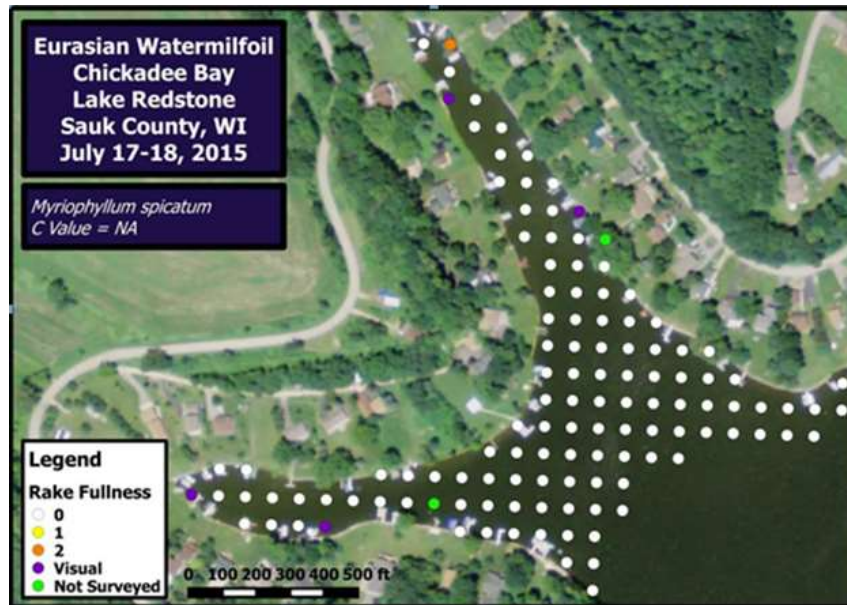 Eurasian Watermilfoil
Chickadee Bay
Lake Redstone
Sauk County, WI
July 17-18, 2015
Myriophyllum spicatum
C Value = NA
Legend
Rake Fullness
0
1
2
Visual
Not Surveyed
0 100 200 300 400 500 ft